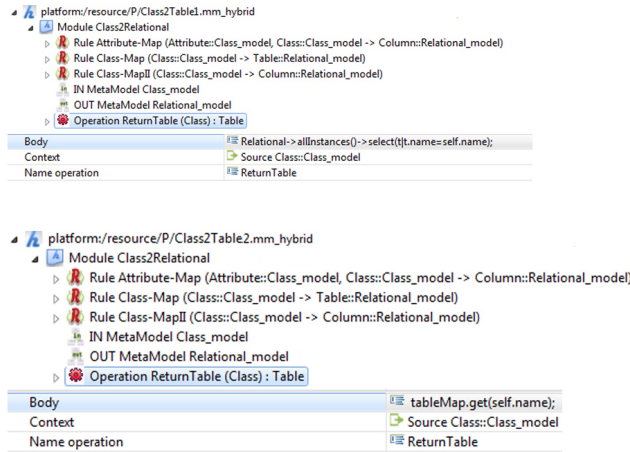 platform:/resource/P/Class2Table1.mm_hybrid
Module Class2Relational
Rule Attribute-Map (Attribute::Class_model, Class::Class_model -> Column::Relational_model)
Rule Class-Map (Class::Class_model -> Table::Relational_model)
Rule Class-MapII (Class::Class_model -> Column::Relational_model)
IN MetaModel Class_model
OUT MetaModel Relational_model
Operation ReturnTable (Class) : Table
Body Relational->allInstances()->select(t|t.name=self.name);
Context Source Class::Class_model
Name operation ReturnTable
platform:/resource/P/Class2Table2.mm_hybrid
Module Class2Relational
Rule Attribute-Map (Attribute::Class_model, Class::Class_model -> Column::Relational_model)
Rule Class-Map (Class::Class_model -> Table::Relational_model)
Rule Class-MapII (Class::Class_model -> Column::Relational_model)
IN MetaModel Class_model
OUT MetaModel Relational_model
Operation ReturnTable (Class) : Table
Body tableMap.get(self.name);
Context Source Class::Class_model
Name operation ReturnTable